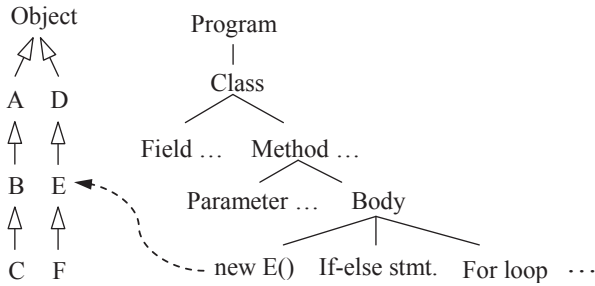 Object
Program
Class
A D
Field … Method …
B E
Parameter … Body
C F
new E() If-else stmt. For loop …